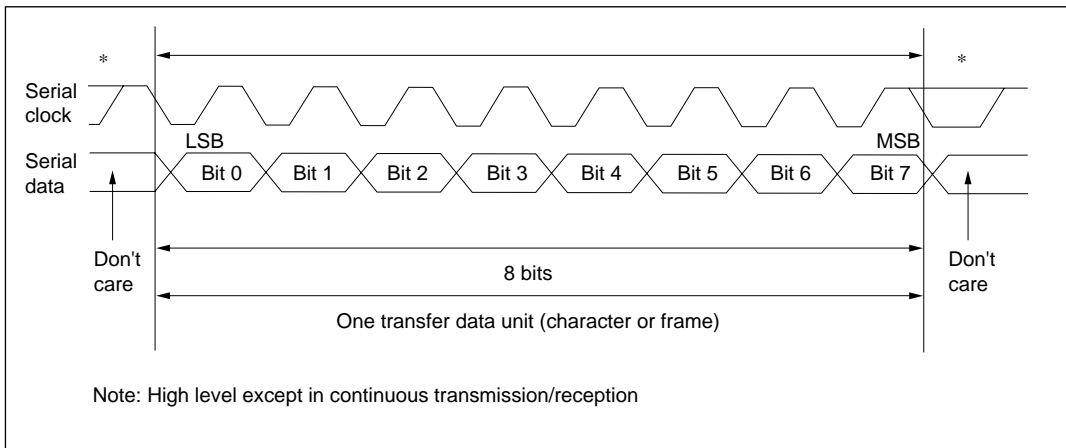 *
*
Serial
clock
LSB
MSB
Serial
data
Bit 0
Bit 1
Bit 2
Bit 3
Bit 4
Bit 5
Bit 6
Bit 7
Don't
care
Don't
care
8 bits
One transfer data unit (character or frame)
Note: High level except in continuous transmission/reception